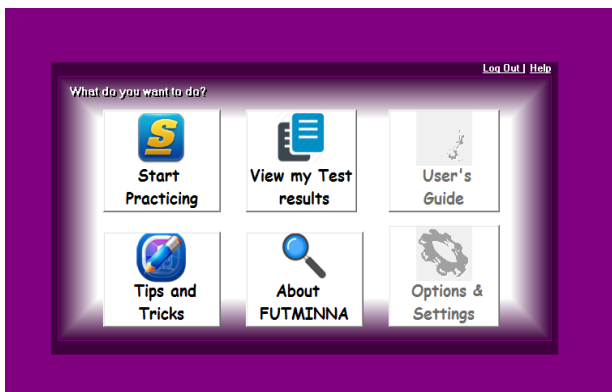 Log Out | Help
What do you want to do?
Start
Practicing
View my Test
results
User's
Guide
Tips and
Tricks
About
FUTMINNA
Options &
Settings